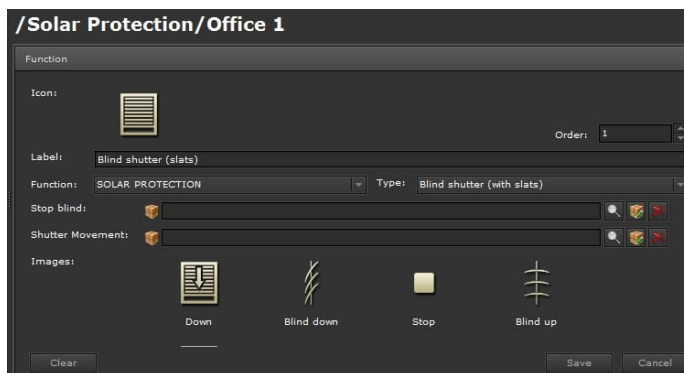 /Solar Protection/Office 1
Function
Icon:
Order: 1
Label: Blind shutter (slats)
Function: SOLAR PROTECTION Type: Blind shutter (with slats)
Stop blind:
Shutter Movement:
Images:
Down Blind down Stop Blind up
Clear Save Cancel